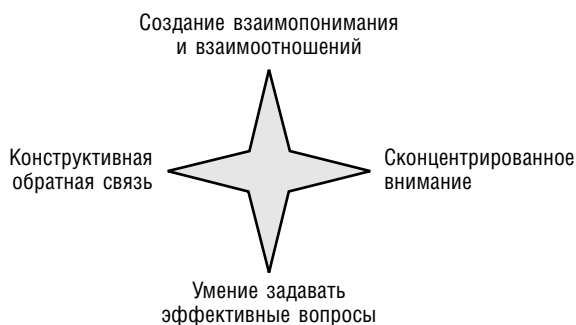 Создание взаимопонимания
и взаимоотношений
Конструктивная
обратная связь
Сконцентрированное
внимание
Умение задавать
эффективные вопросы